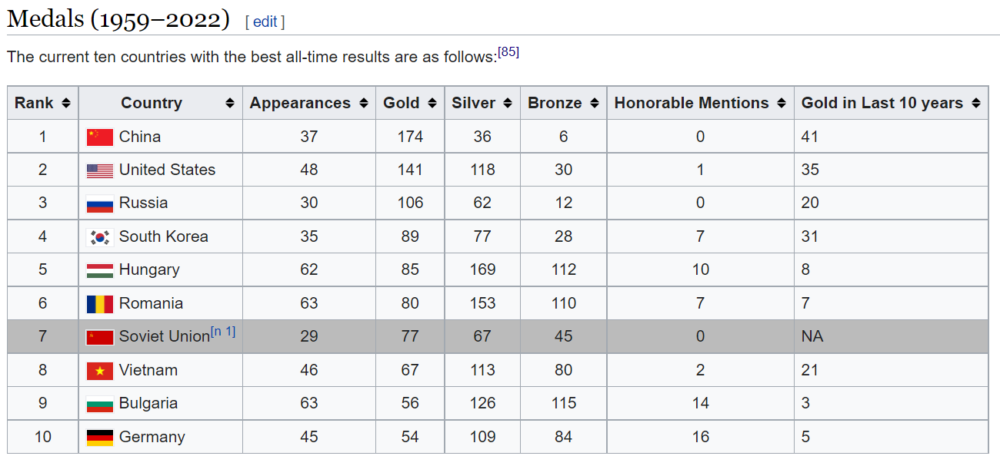 Medals (1959–2022) [ edit ]
The current ten countries with the best all-time results are as follows:[85]
Rank Country Appearances Gold Silver Bronze Honorable Mentions Gold in Last 10 years
1 China 37 174 36 6 0 41
2 United States 48 141 118 30 1 35
3 Russia 30 106 62 12 0 20
4 South Korea 35 89 77 28 7 31
5 Hungary 62 85 169 112 10 8
6 Romania 63 80 153 110 7 7
7 Soviet Union[n 1] 29 77 67 45 0 NA
8 Vietnam 46 67 113 80 2 21
9 Bulgaria 63 56 126 115 14 3
10 Germany 45 54 109 84 16 5